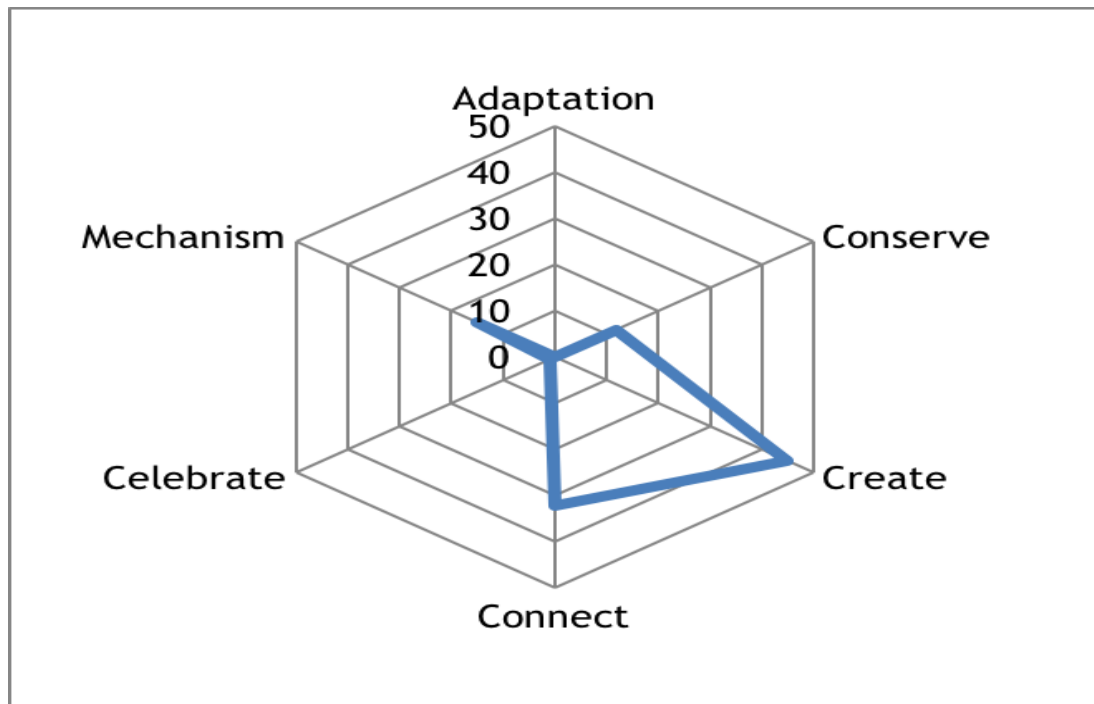 Adaptation
50
40
30
20
10
0
Mechanism
Conserve
Celebrate
Create
Connect